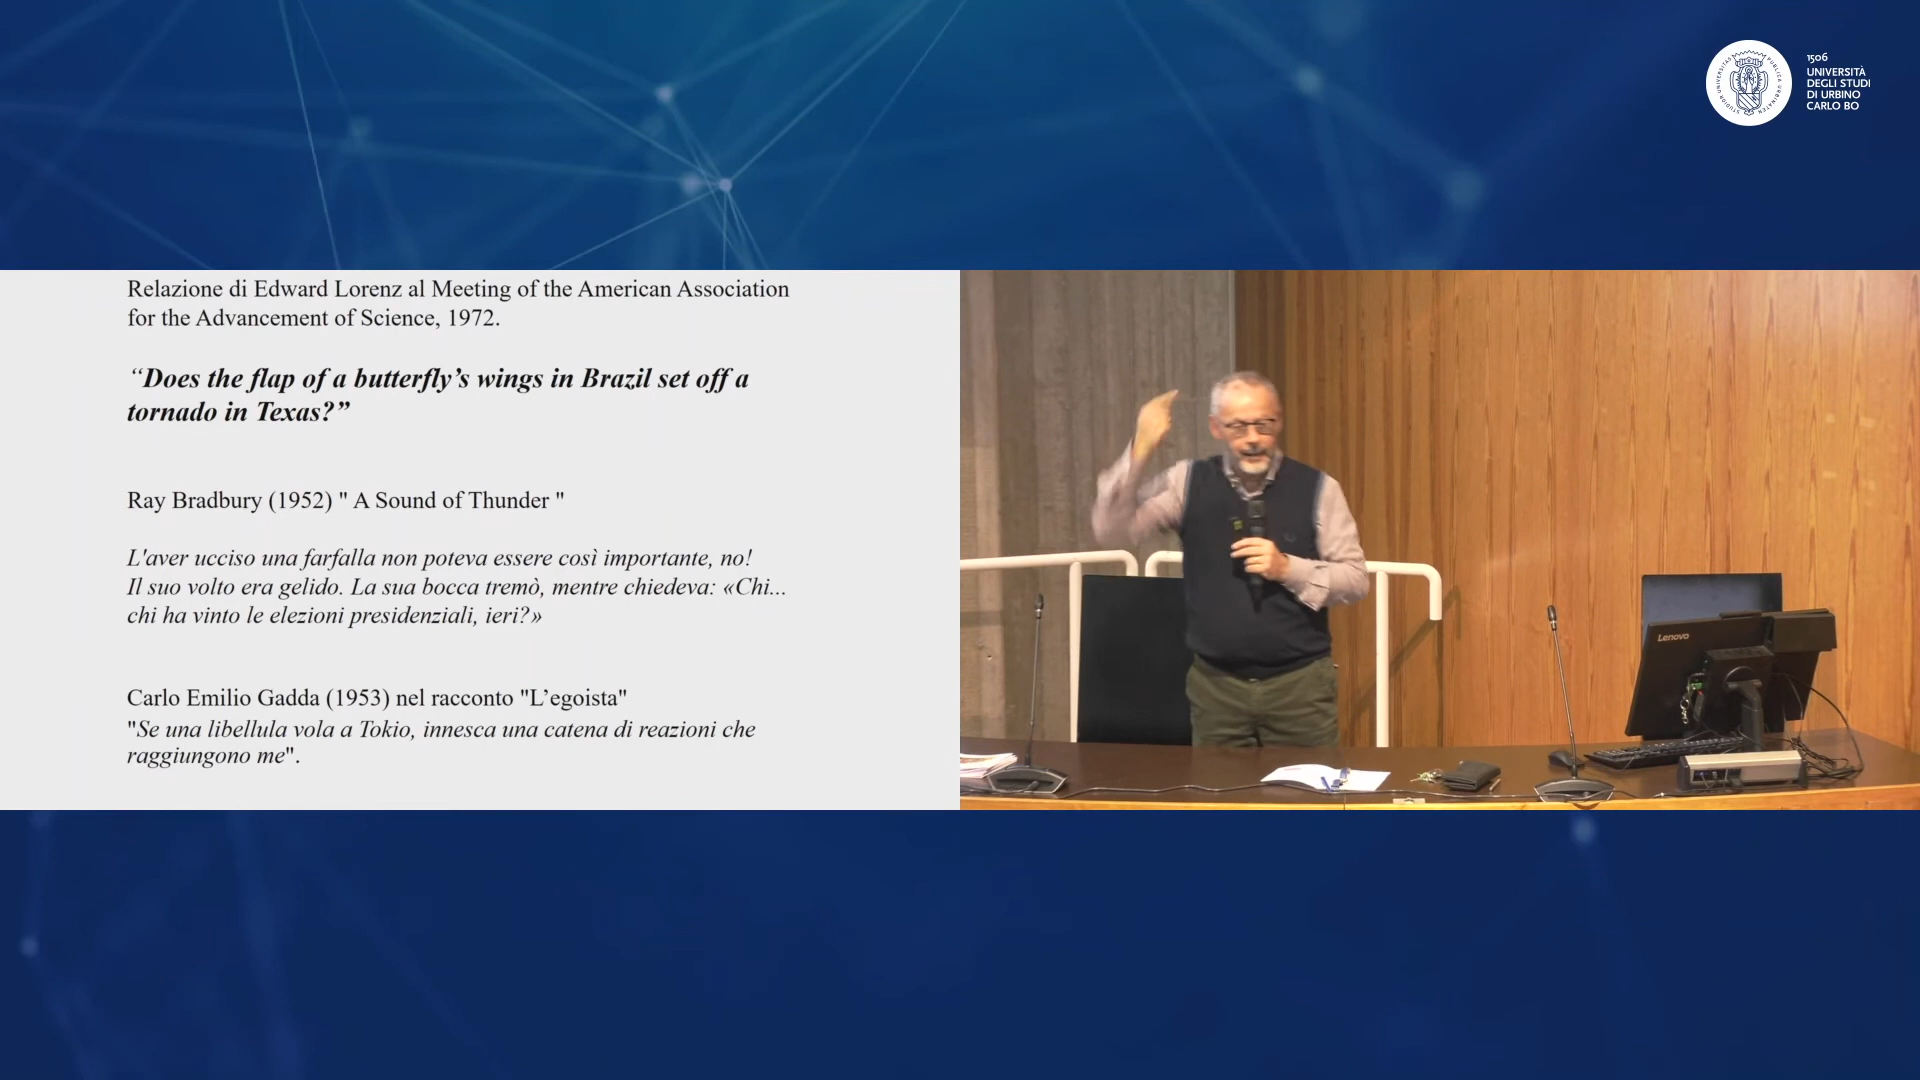 1506
UNIVERSITÀ
DEGLI STUDI
DI URBINO
CARLO BO
Relazione di Edward Lorenz al Meeting of the American Association
for the Advancement of Science, 1972.
“Does the flap of a butterfly’s wings in Brazil set off a
tornado in Texas?”
Ray Bradbury (1952) " A Sound of Thunder "
L'aver ucciso una farfalla non poteva essere così importante, no!
Il suo volto era gelido. La sua bocca tremò, mentre chiedeva: «Chi...
chi ha vinto le elezioni presidenziali, ieri?»
Carlo Emilio Gadda (1953) nel racconto "L’egoista"
"Se una libellula vola a Tokio, innesca una catena di reazioni che
raggiungono me".
Lenovo